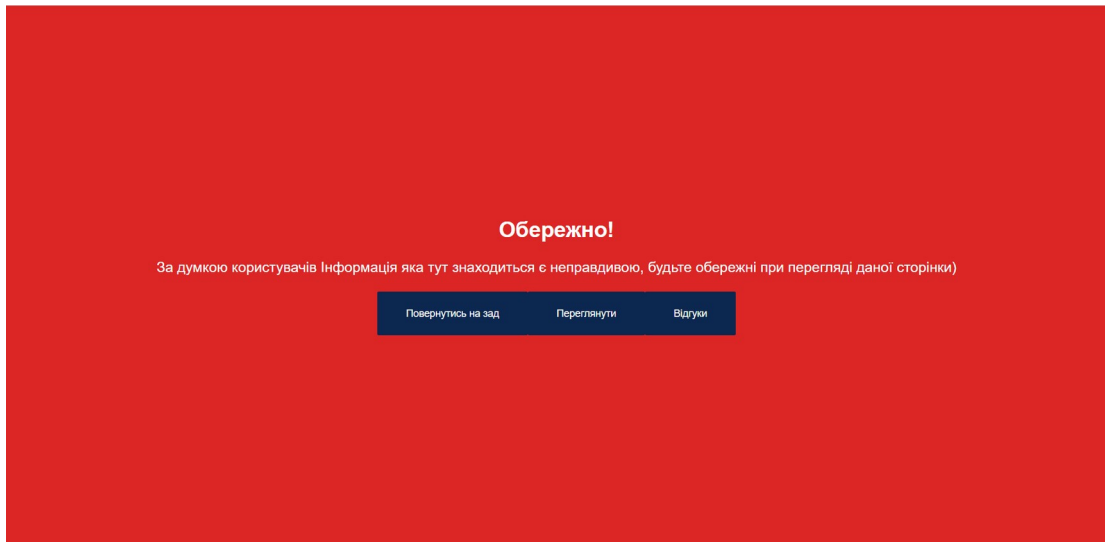 Обережно!
За думкою користувачів Інформація яка тут знаходиться є неправдивою, будьте обережні при перегляді даної сторінки)
Повернутись на зад Переглянути Відгуки